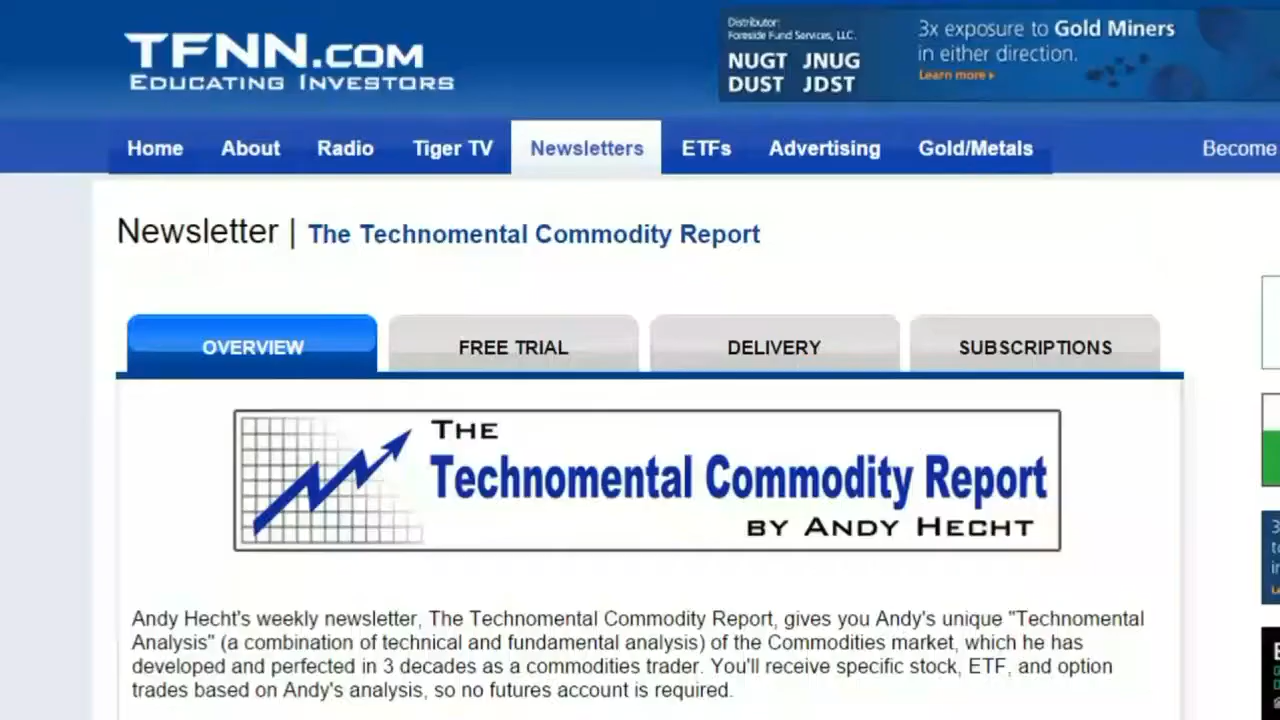 TFNN.COM
EDUCATING INVESTORS
Distributor:
Foreside Fund Services, LLC.
NUGT JNUG
DUST JDST
3x exposure to Gold Miners
in either direction.
Learn more
Home About Radio Tiger TV Newsletters ETFs Advertising Gold/Metals Become
Newsletter | The Technomental Commodity Report
OVERVIEW FREE TRIAL DELIVERY SUBSCRIPTIONS
THE
Technomental Commodity Report
BY ANDY HECHT
Andy Hecht's weekly newsletter, The Technomental Commodity Report, gives you Andy's unique "Technomental
Analysis" (a combination of technical and fundamental analysis) of the Commodities market, which he has
developed and perfected in 3 decades as a commodities trader. You'll receive specific stock, ETF, and option
trades based on Andy's analysis, so no futures account is required.